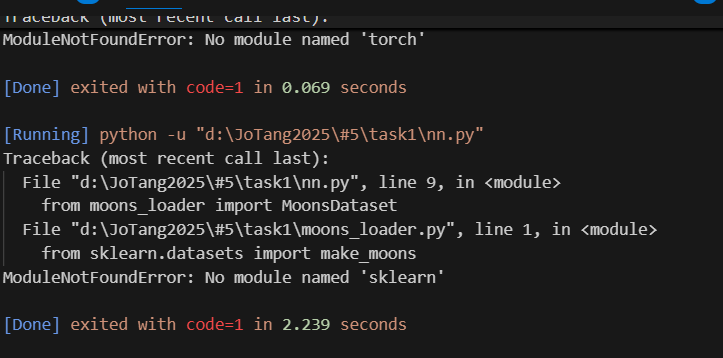 Traceback (most recent call last):
ModuleNotFoundError: No module named 'torch'
[Done] exited with code=1 in 0.069 seconds
[Running] python -u "d:\JoTang2025\#5\task1\nn.py"
Traceback (most recent call last):
File "d:\JoTang2025\#5\task1\nn.py", line 9, in <module>
from moons_loader import MoonsDataset
File "d:\JoTang2025\#5\task1\moons_loader.py", line 1, in <module>
from sklearn.datasets import make_moons
ModuleNotFoundError: No module named 'sklearn'
[Done] exited with code=1 in 2.239 seconds